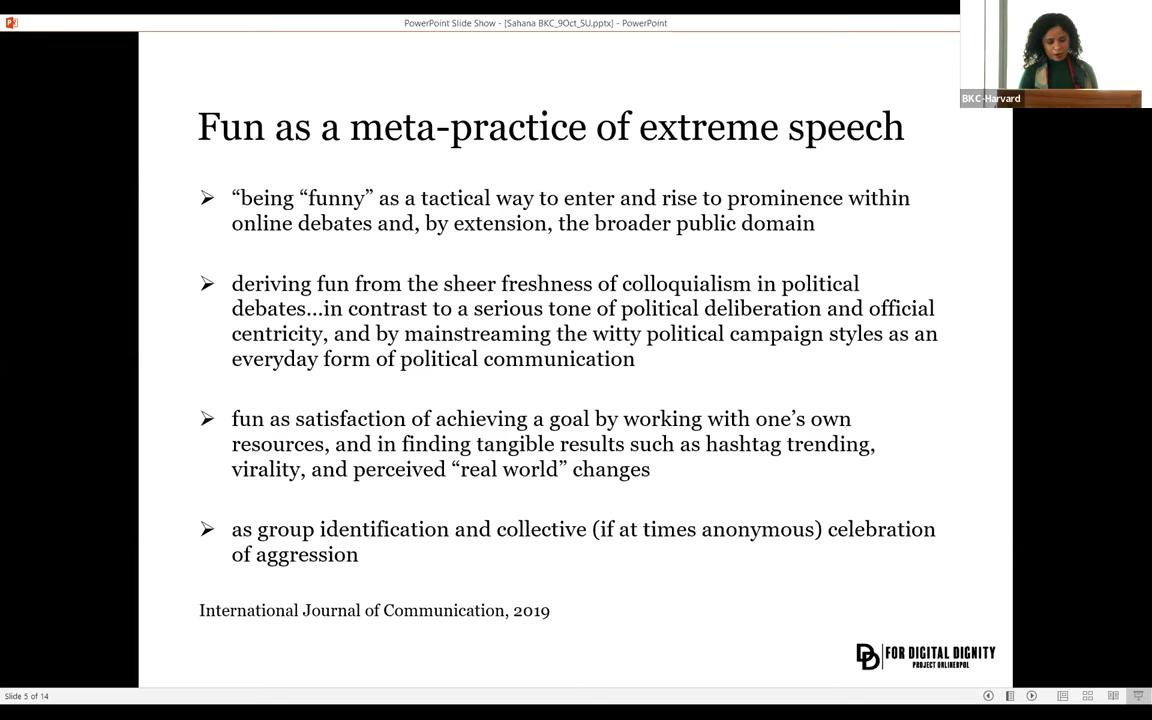 PowerPoint Slide Show - [Sahana BKC_9Oct_SU.pptx] - PowerPoint
BKC-Harvard
Fun as a meta-practice of extreme speech
“being “funny” as a tactical way to enter and rise to prominence within
online debates and, by extension, the broader public domain
deriving fun from the sheer freshness of colloquialism in political
debates...in contrast to a serious tone of political deliberation and official
centricity, and by mainstreaming the witty political campaign styles as an
everyday form of political communication
fun as satisfaction of achieving a goal by working with one’s own
resources, and in finding tangible results such as hashtag trending,
virality, and perceived “real world” changes
as group identification and collective (if at times anonymous) celebration
of aggression
International Journal of Communication, 2019
DD FOR DIGITAL DIGNITY
PROJECT ONLINERPOL
Slide 5 of 14